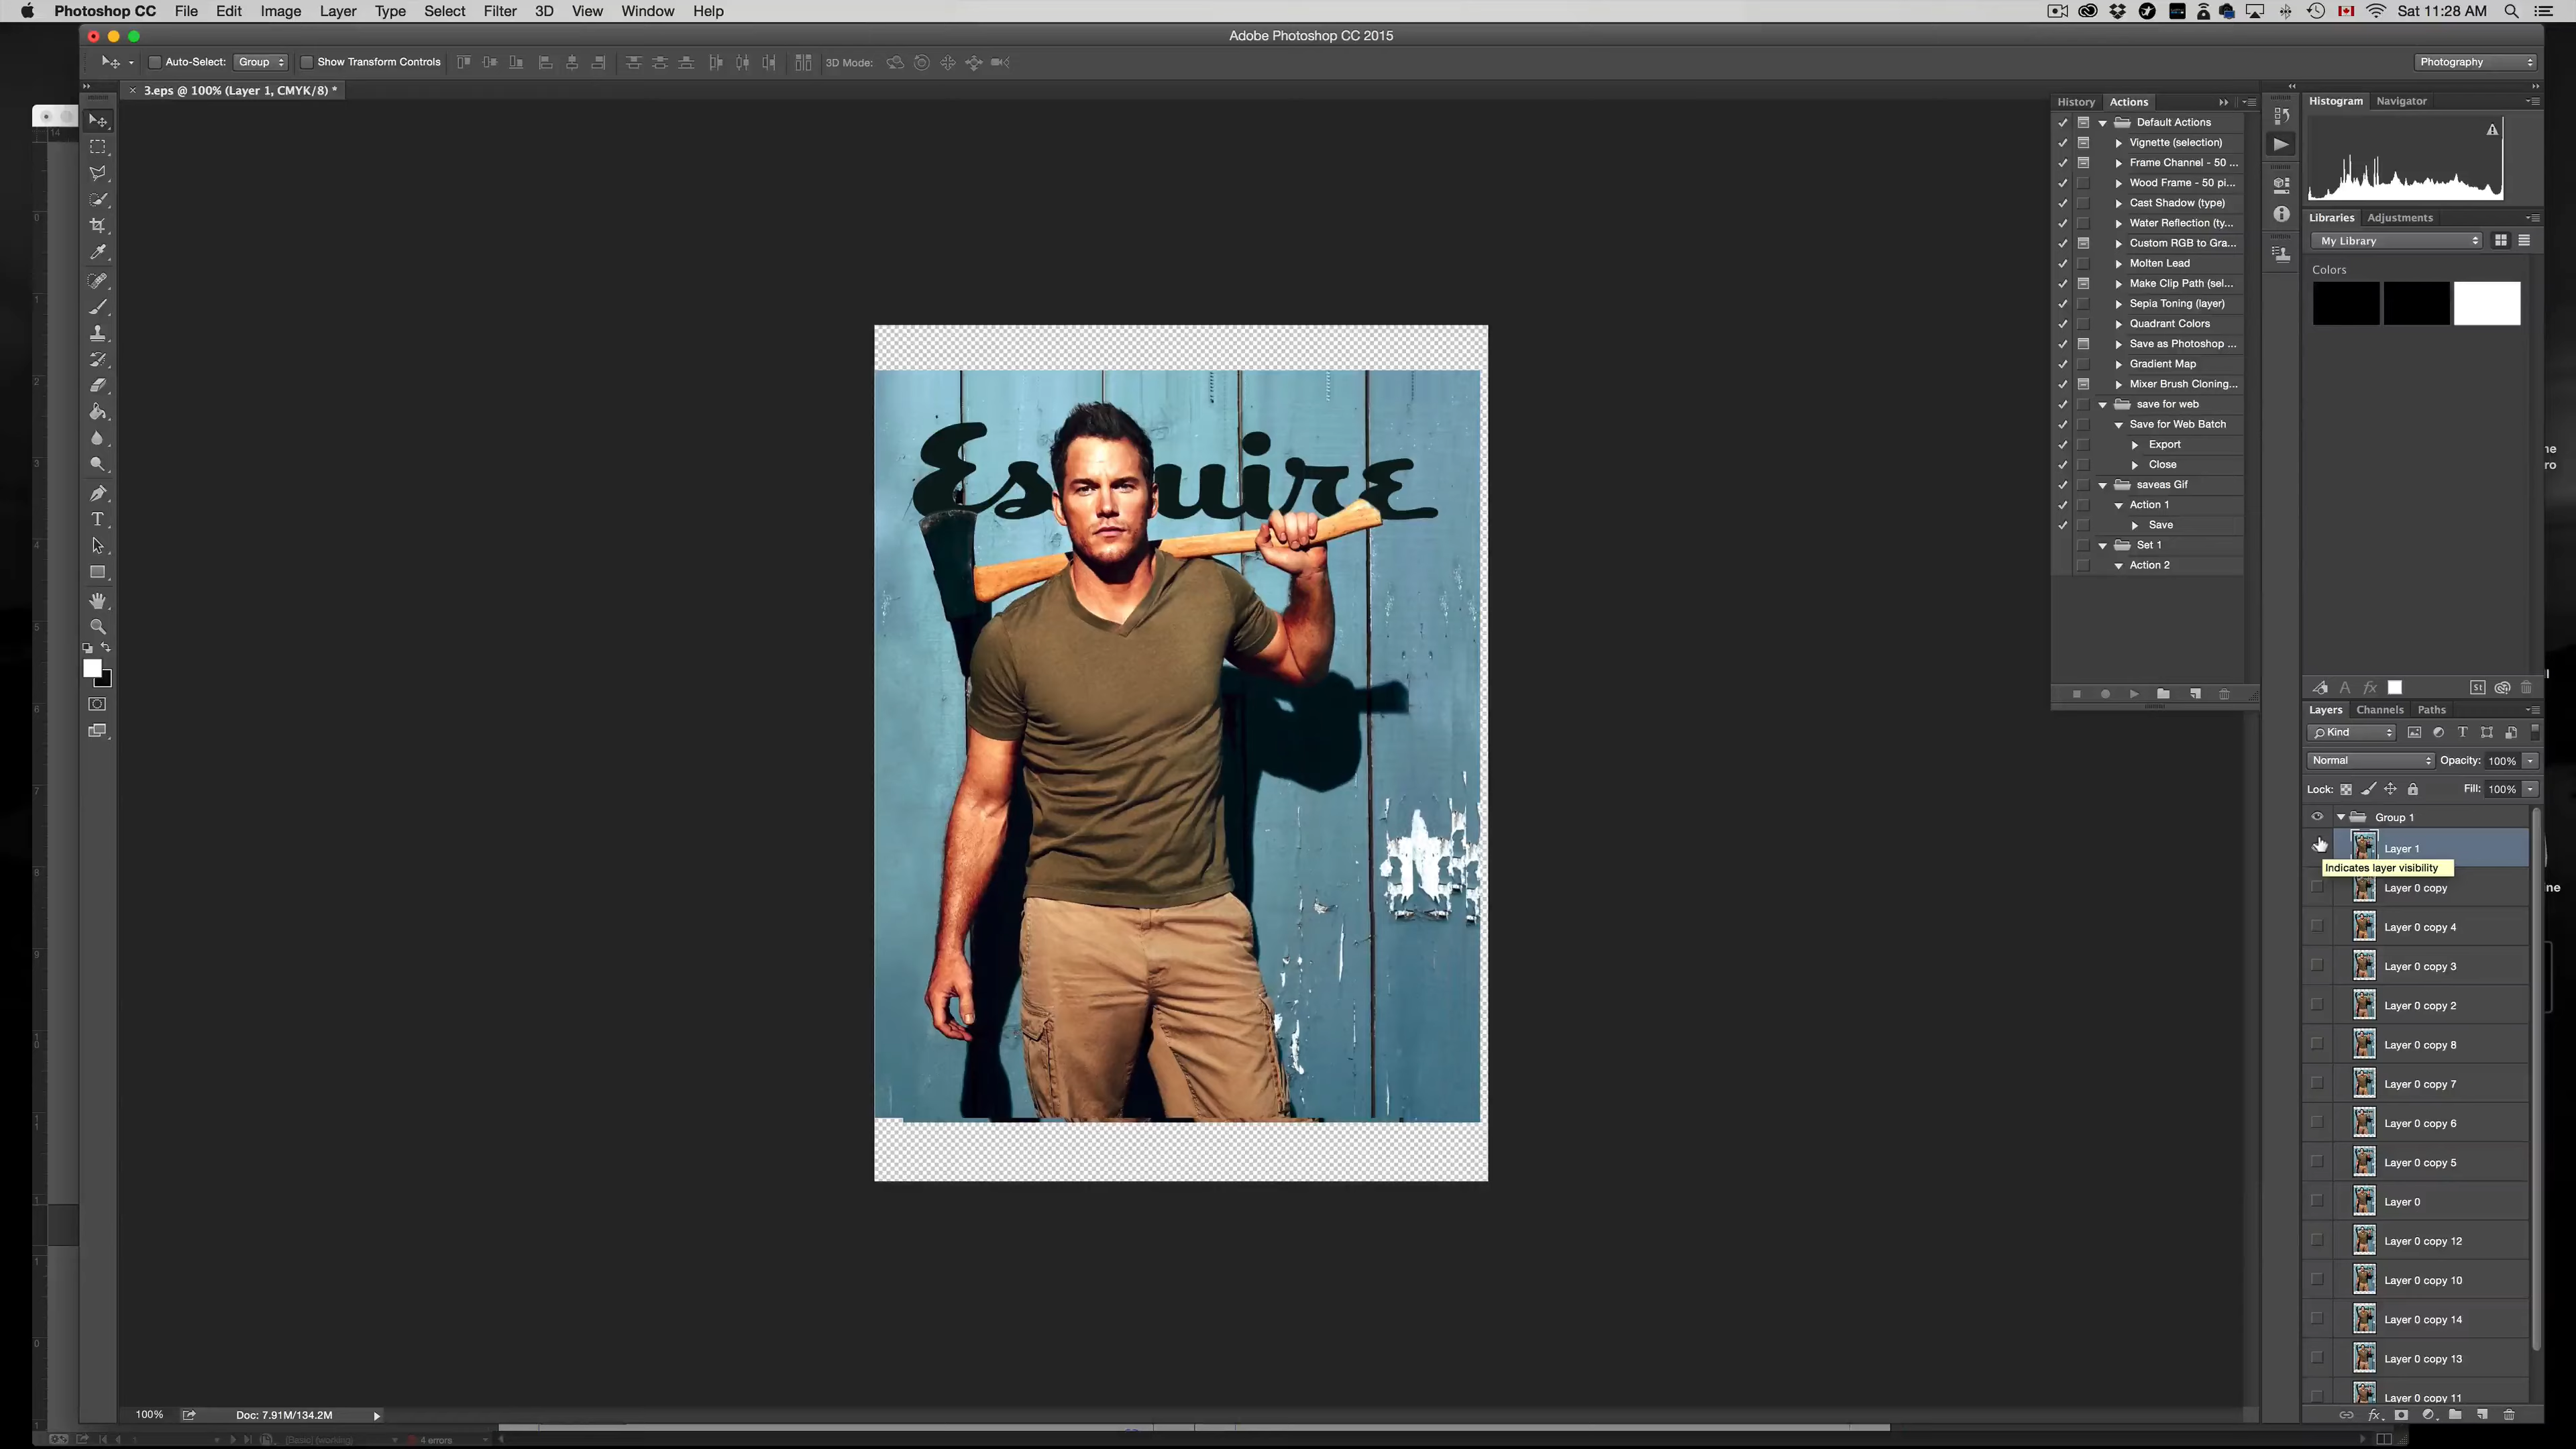 Photoshop CC File Edit Image Layer Type Select Filter 3D View Window Help
Sat 11:28 AM
Adobe Photoshop CC 2015
Auto-Select: Group Show Transform Controls 3D Mode: Photography
3.eps @ 100% (Layer 1, CMYK/8) *
History Actions
Default Actions
Vignette (selection)
Frame Channel - 50 ...
Wood Frame - 50 pi...
Cast Shadow (type)
Water Reflection (ty...
Custom RGB to Gra...
Molten Lead
Make Clip Path (sel...
Sepia Toning (layer)
Quadrant Colors
Save as Photoshop ...
Gradient Map
Mixer Brush Cloning...
save for web
Save for Web Batch
Export
Close
saveas Gif
Action 1
Save
Set 1
Action 2
Histogram Navigator
Libraries Adjustments
My Library
Colors
Layers Channels Paths
Kind
Normal Opacity: 100%
Lock: Fill: 100%
Group 1
Layer 1
Indicates layer visibility
Layer 0 copy
Layer 0 copy 4
Layer 0 copy 3
Layer 0 copy 2
Layer 0 copy 8
Layer 0 copy 7
Layer 0 copy 6
Layer 0 copy 5
Layer 0
Layer 0 copy 12
Layer 0 copy 10
Layer 0 copy 14
Layer 0 copy 13
Layer 0 copy 11
Esquire
100% Doc: 7.91M/134.2M
[Basic] (working) 4 errors